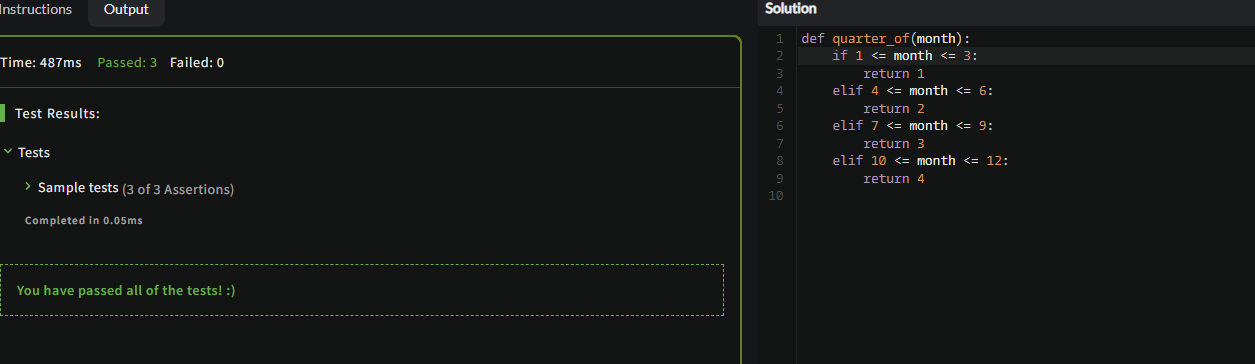 Instructions
Output
Time: 487ms Passed: 3 Failed: 0
Test Results:
Tests
Sample tests (3 of 3 Assertions)
Completed in 0.05ms
You have passed all of the tests! :)
Solution
1 def quarter_of(month):
2     if 1 <= month <= 3:
3         return 1
4     elif 4 <= month <= 6:
5         return 2
6     elif 7 <= month <= 9:
7         return 3
8     elif 10 <= month <= 12:
9         return 4
10